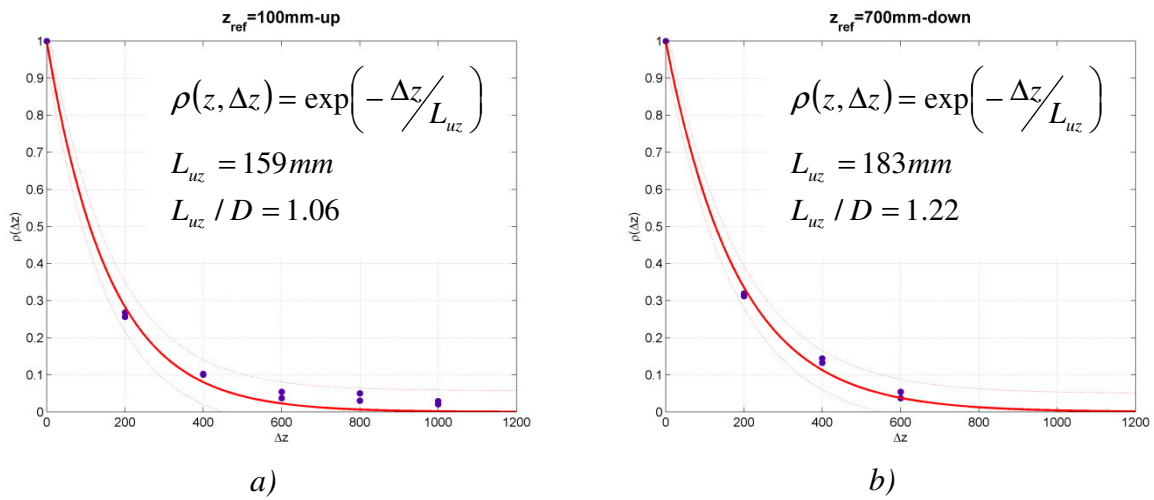 z_ref=100mm-up
ρ(z, Δz) = exp(-Δz/L_uz)
L_uz = 159mm
L_uz / D = 1.06
ρ(Δz)
1
0.9
0.8
0.7
0.6
0.5
0.4
0.3
0.2
0.1
0
0 200 400 600 800 1000 1200
Δz
a)
z_ref=700mm-down
ρ(z, Δz) = exp(-Δz/L_uz)
L_uz = 183mm
L_uz / D = 1.22
ρ(Δz)
1
0.9
0.8
0.7
0.6
0.5
0.4
0.3
0.2
0.1
0
0 200 400 600 800 1000 1200
Δz
b)